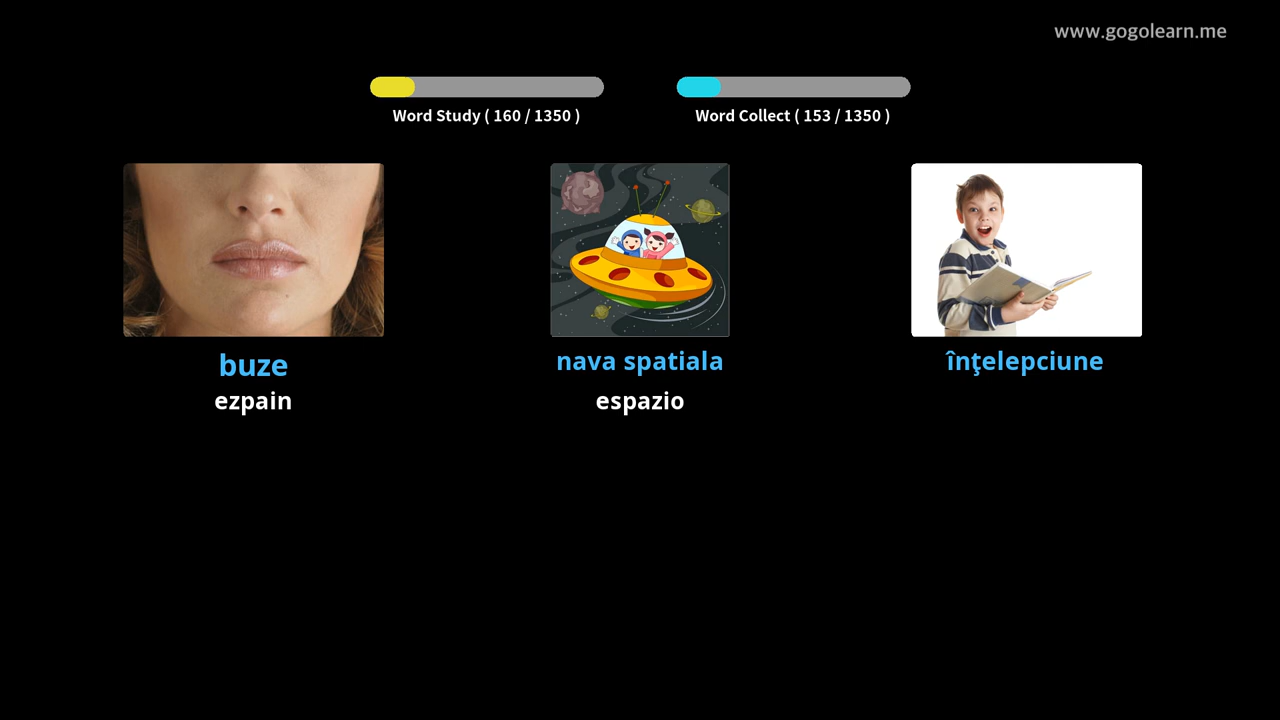 www.gogolearn.me
Word Study ( 160 / 1350 )
Word Collect ( 153 / 1350 )
buze
nava spatiala
înţelepciune
ezpain
espazio